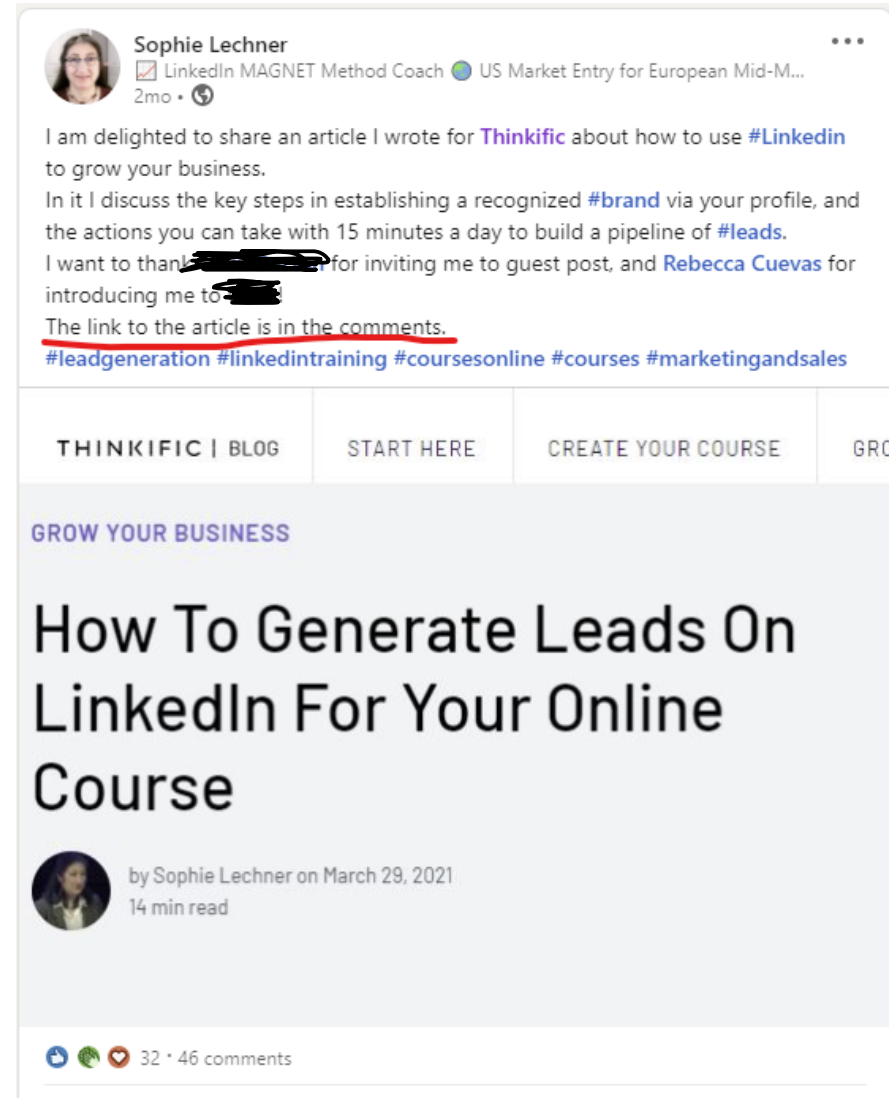 Sophie Lechner
LinkedIn MAGNET Method Coach US Market Entry for European Mid-M...
2mo •
I am delighted to share an article I wrote for Thinkific about how to use #Linkedin
to grow your business.
In it I discuss the key steps in establishing a recognized #brand via your profile, and
the actions you can take with 15 minutes a day to build a pipeline of #leads.
I want to thank for inviting me to guest post, and Rebecca Cuevas for
introducing me to !
The link to the article is in the comments.
#leadgeneration #linkedintraining #coursesonline #courses #marketingandsales
THINKIFIC | BLOG START HERE CREATE YOUR COURSE GRO
GROW YOUR BUSINESS
How To Generate Leads On
LinkedIn For Your Online
Course
by Sophie Lechner on March 29, 2021
14 min read
32 · 46 comments